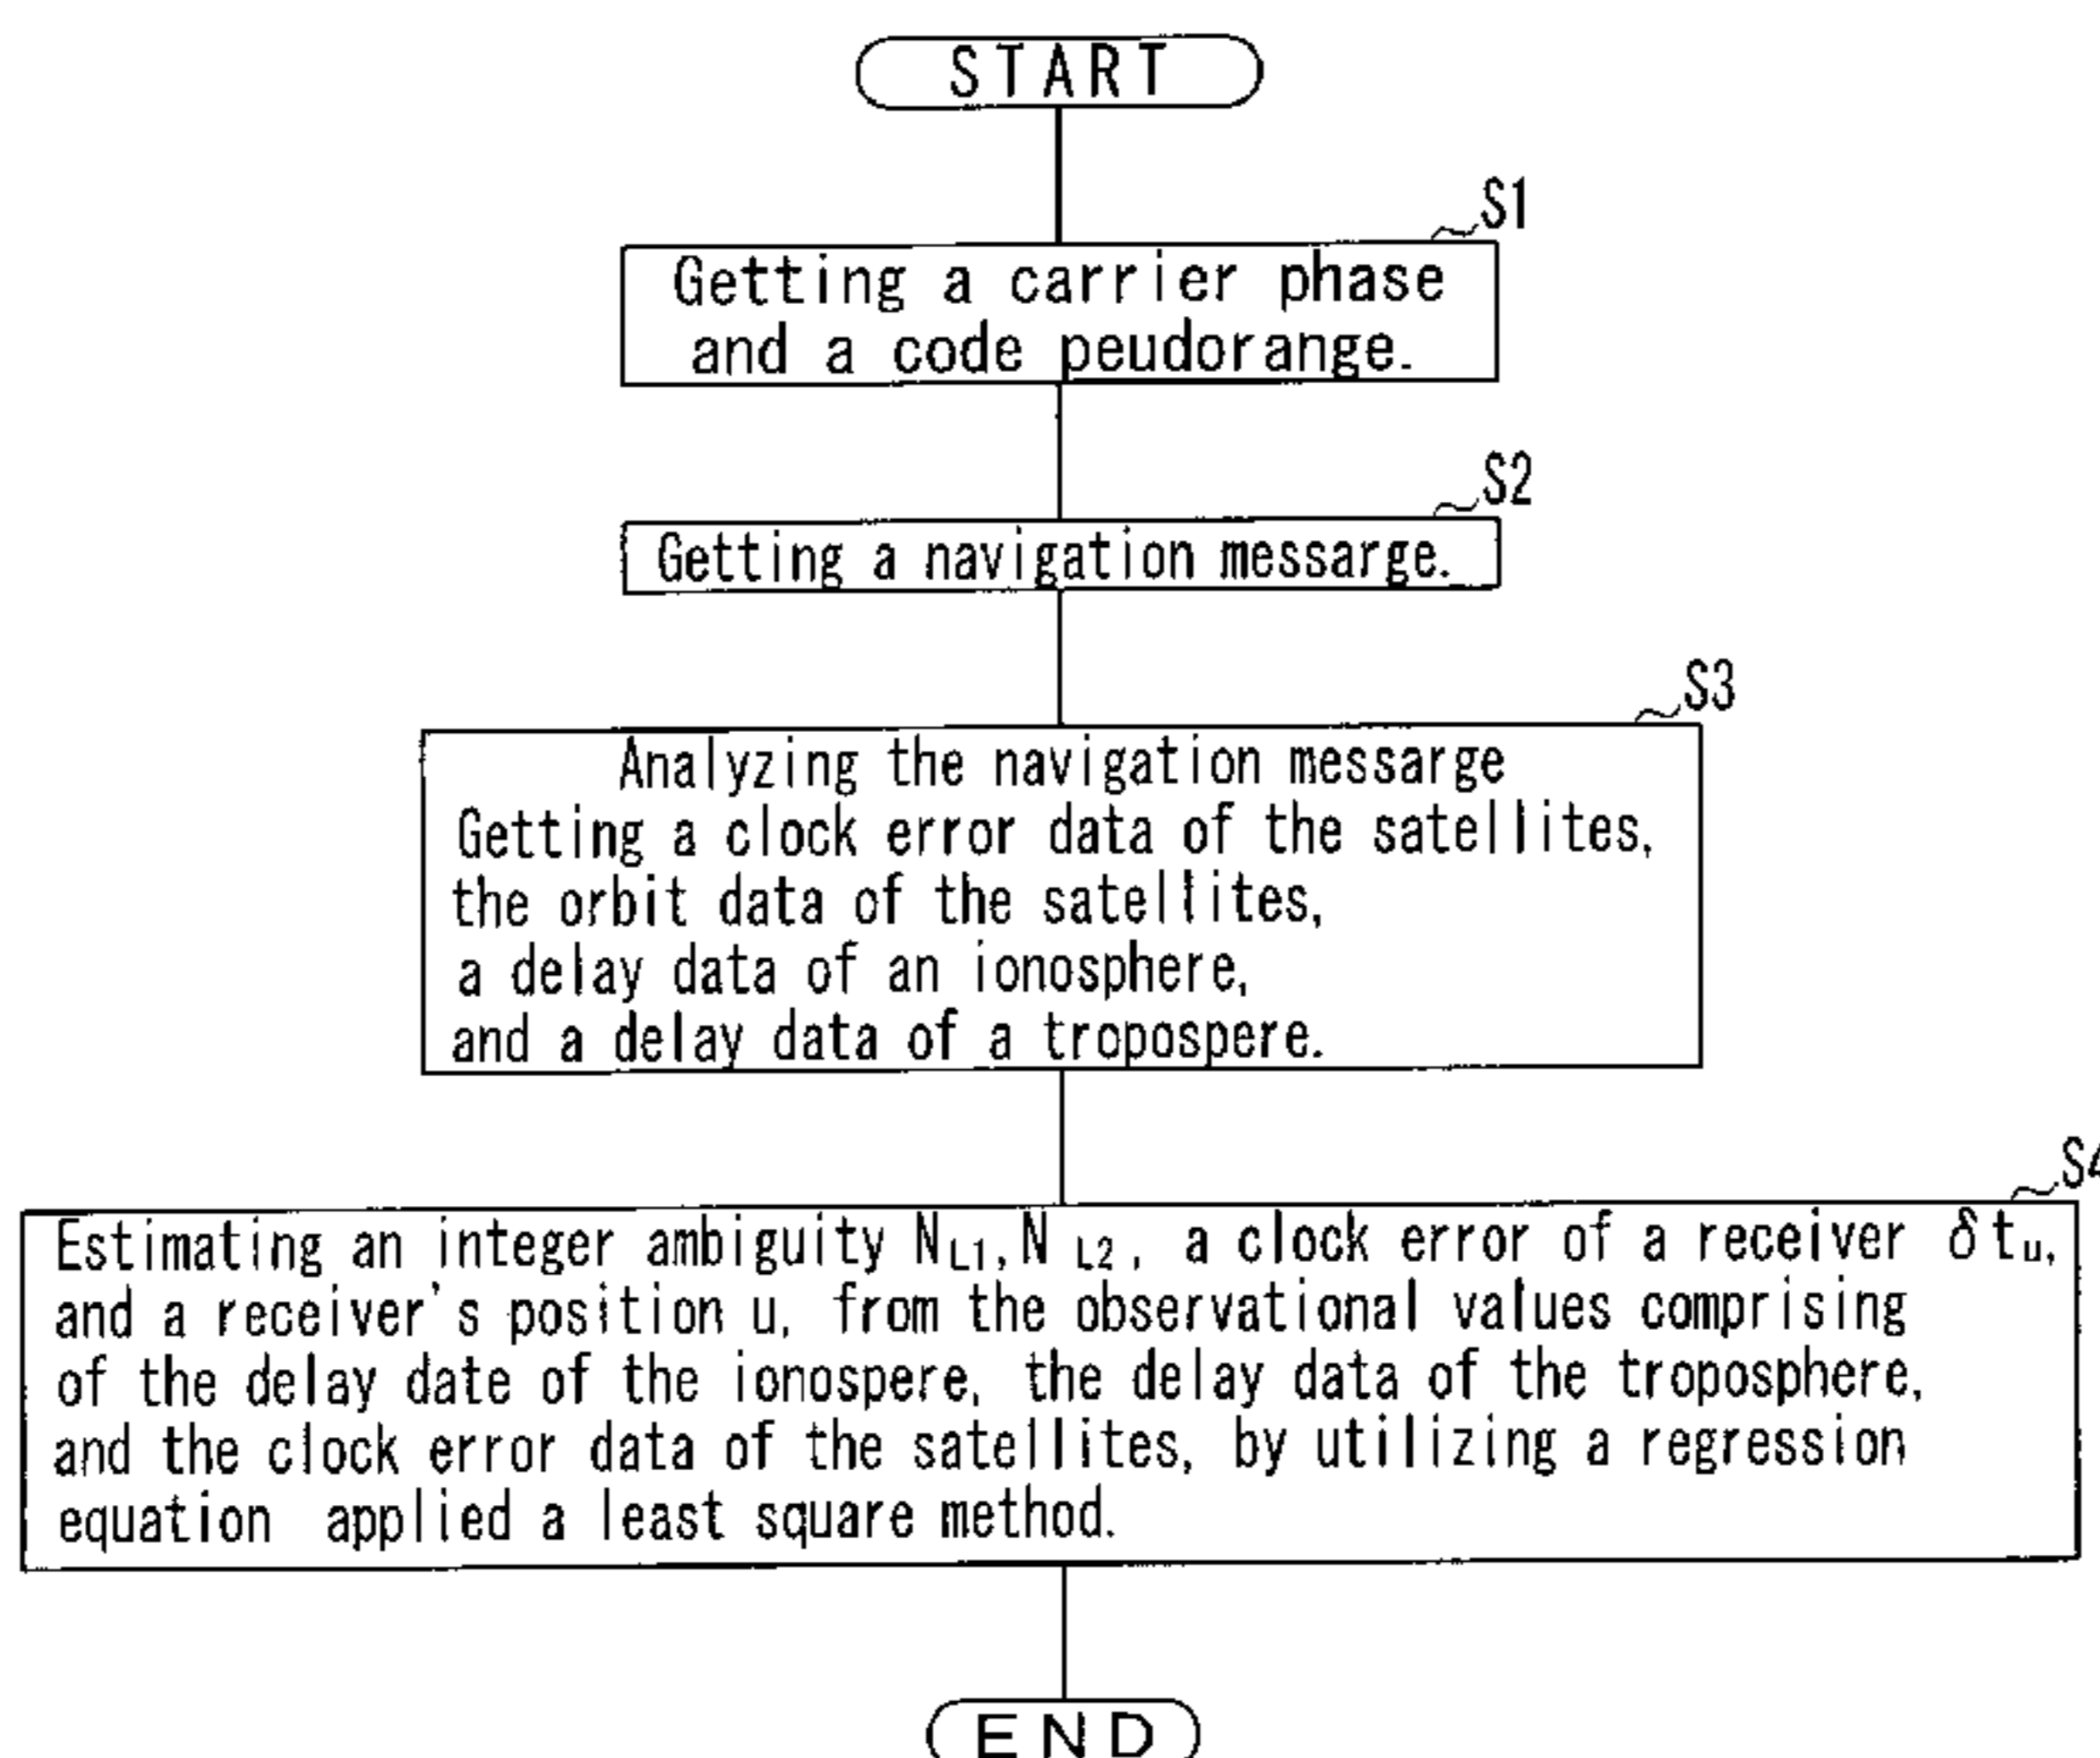 START
S1
Getting a carrier phase
and a code peudorange.
S2
Getting a navigation messarge.
S3
Analyzing the navigation messarge
Getting a clock error data of the satellites,
the orbit data of the satellites,
a delay data of an ionosphere,
and a delay data of a tropospere.
S4
Estimating an integer ambiguity NL1, NL2, a clock error of a receiver δtu,
and a receiver's position u, from the observational values comprising
of the delay date of the ionospere, the delay data of the troposphere,
and the clock error data of the satellites, by utilizing a regression
equation applied a least square method.
END